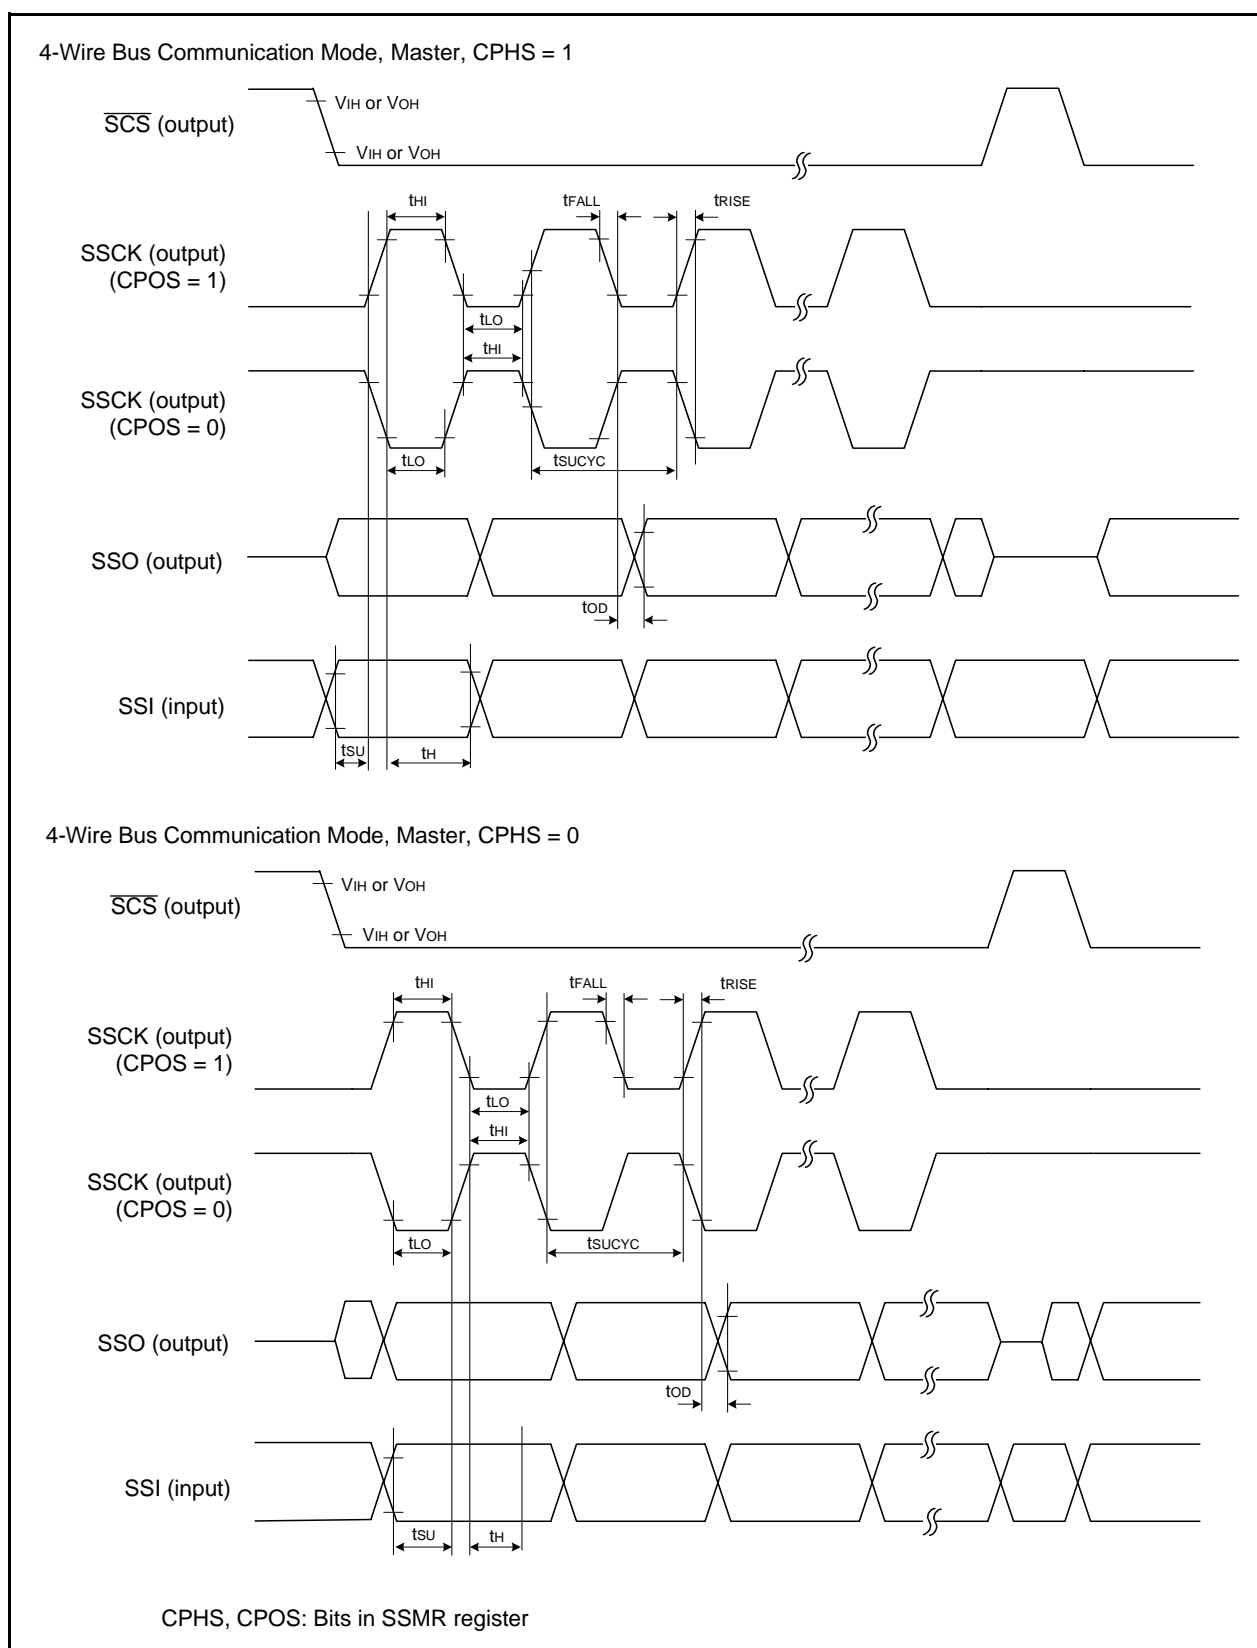 4-Wire Bus Communication Mode, Master, CPHS = 1
VIH or VOH
SCS (output)
VIH or VOH
tHI
tFALL
tRISE
SSCK (output)
(CPOS = 1)
tLO
tHI
SSCK (output)
(CPOS = 0)
tLO
tSUCYC
SSO (output)
tOD
SSI (input)
tSU
tH
4-Wire Bus Communication Mode, Master, CPHS = 0
VIH or VOH
SCS (output)
VIH or VOH
tHI
tFALL
tRISE
SSCK (output)
(CPOS = 1)
tLO
tHI
SSCK (output)
(CPOS = 0)
tLO
tSUCYC
SSO (output)
tOD
SSI (input)
tSU
tH
CPHS, CPOS: Bits in SSMR register